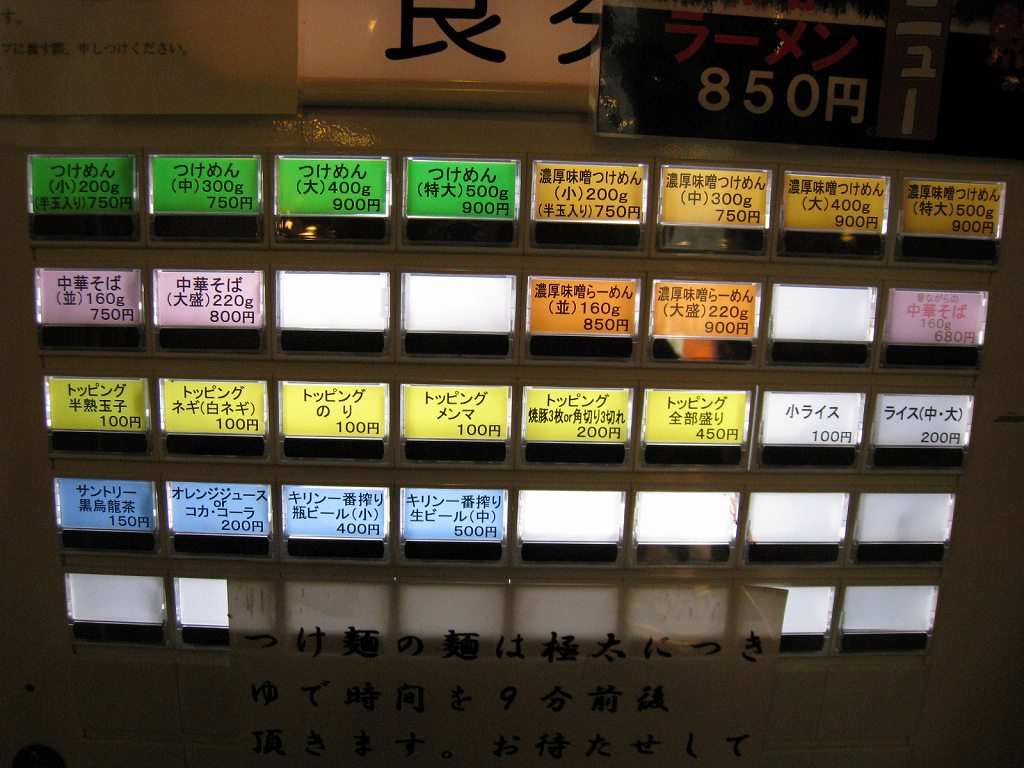 す。
フに渡す際、申しつけください。
ラーメン
850円
ニュー
つけめん
(小)200g
(半玉入り)750円
つけめん
(中)300g
750円
つけめん
(大)400g
900円
つけめん
(特大)500g
900円
濃厚味噌つけめん
(小)200g
(半玉入り)750円
濃厚味噌つけめん
(中)300g
750円
濃厚味噌つけめん
(大)400g
900円
濃厚味噌つけめん
(特大)500g
900円
中華そば
(並)160g
750円
中華そば
(大盛)220g
800円
濃厚味噌らーめん
(並)160g
850円
濃厚味噌らーめん
(大盛)220g
900円
昔ながらの
中華そば
160g
680円
トッピング
半熟玉子
100円
トッピング
ネギ(白ネギ)
100円
トッピング
のり
100円
トッピング
メンマ
100円
トッピング
焼豚3枚or角切り3切れ
200円
トッピング
全部盛り
450円
小ライス
100円
ライス(中・大)
200円
サントリー
黒烏龍茶
150円
オレンジジュース
or
コカ・コーラ
200円
キリン一番搾り
瓶ビール(小)
400円
キリン一番搾り
生ビール(中)
500円
つけ麺の麺は極太につき
ゆで時間を9分前後
頂きます。お待たせして